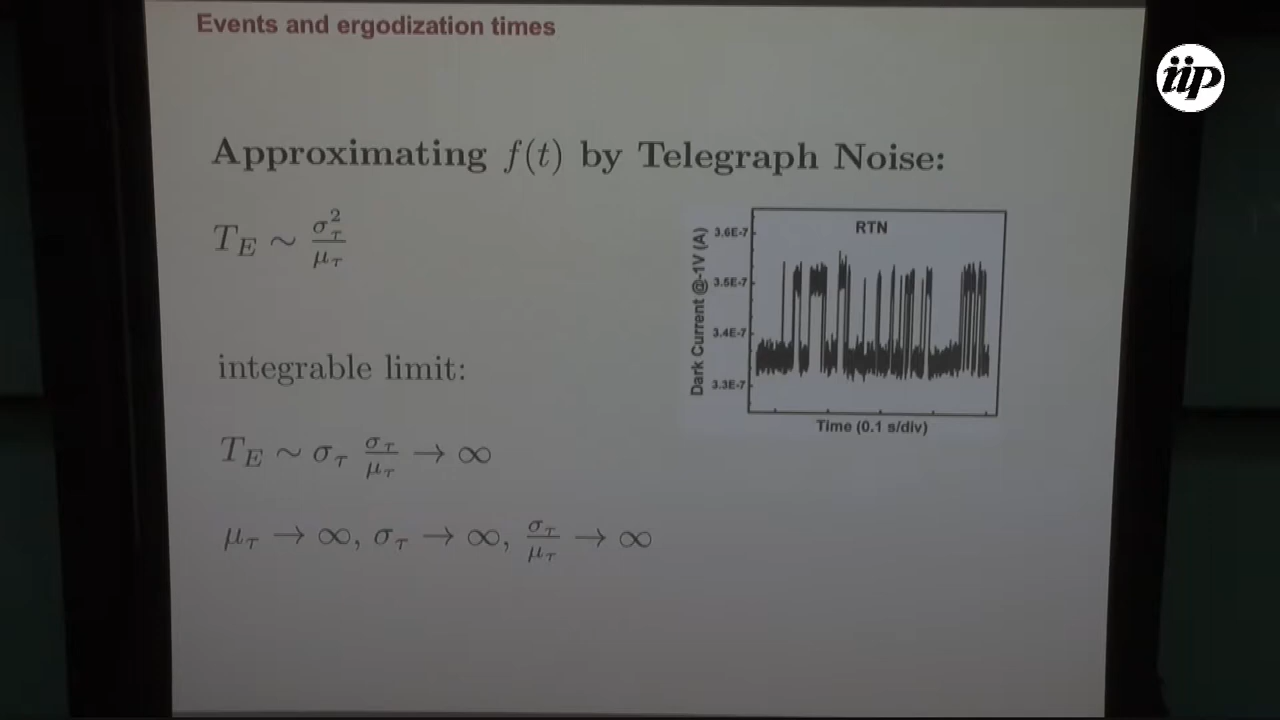 Events and ergodization times
iip
Approximating f(t) by Telegraph Noise:
T_E ∼ σ_τ^2 / μ_τ
integrable limit:
T_E ∼ σ_τ σ_τ / μ_τ → ∞
μ_τ → ∞, σ_τ → ∞, σ_τ / μ_τ → ∞
RTN
Dark Current @-1V (A)
3.6E-7
3.5E-7
3.4E-7
3.3E-7
Time (0.1 s/div)